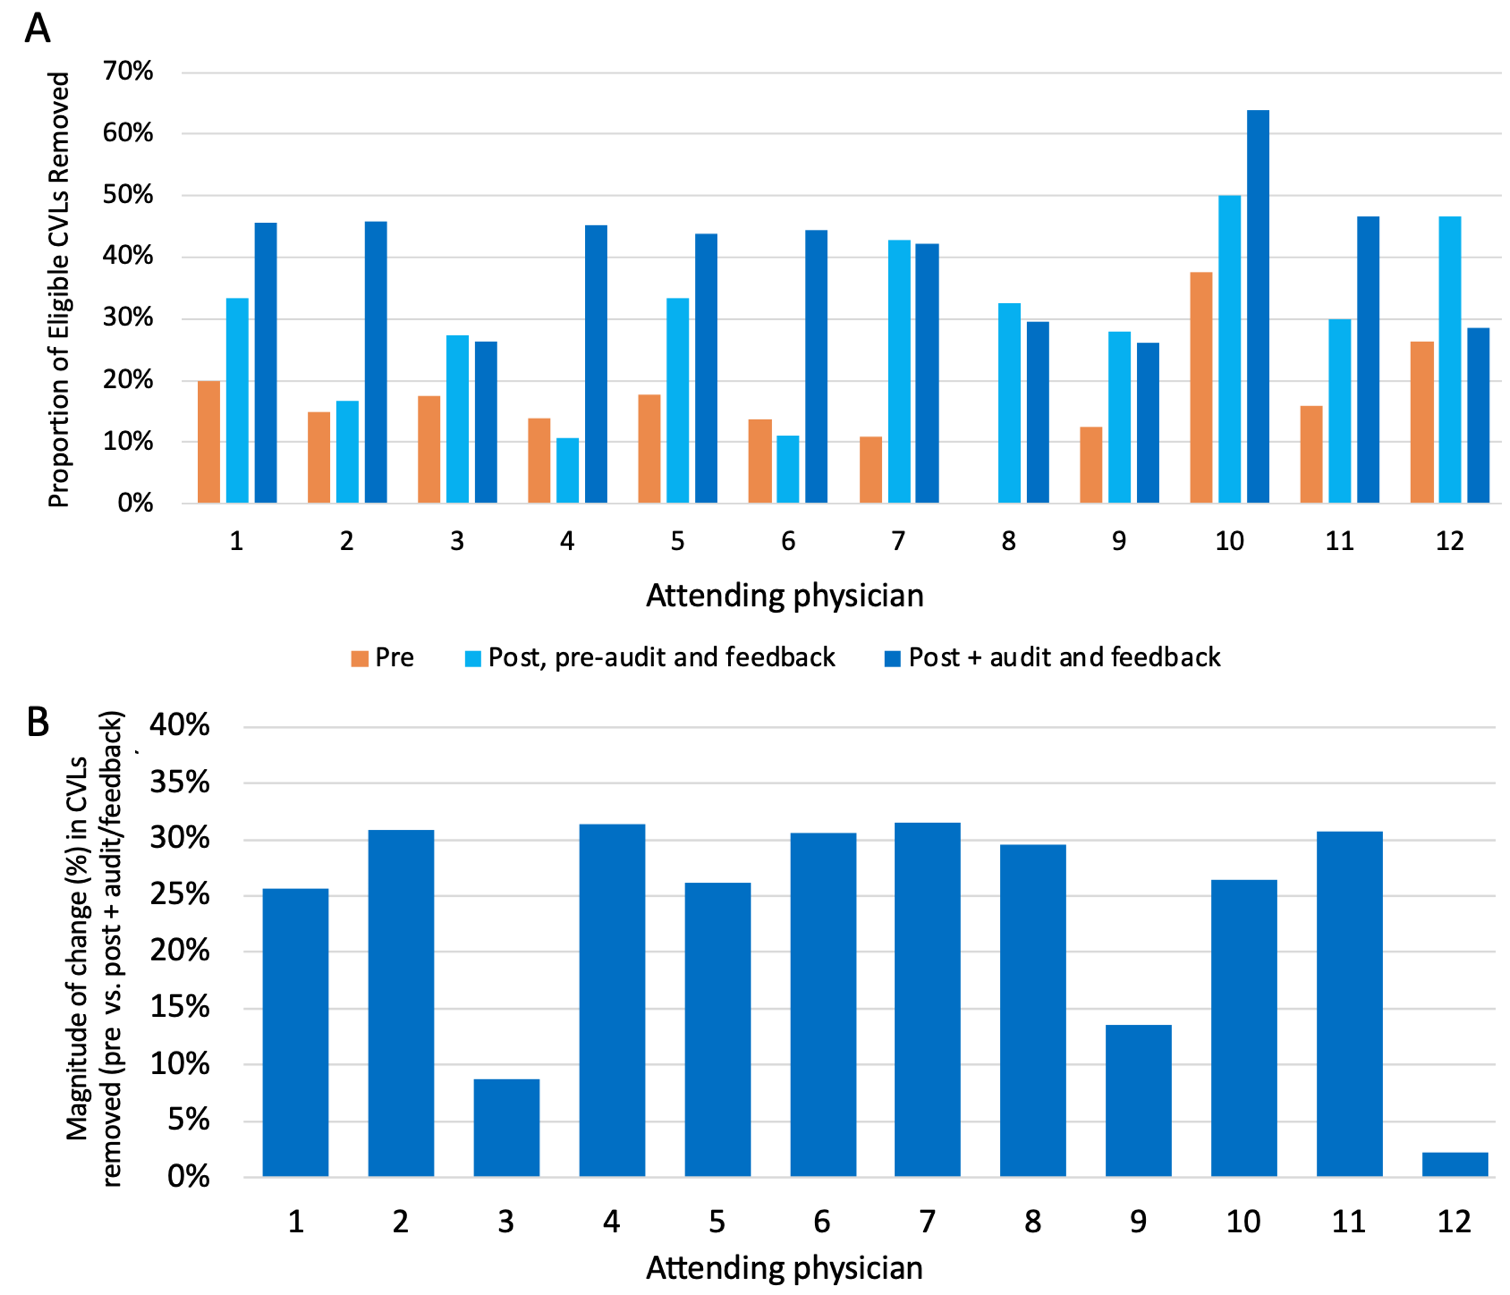 A
Proportion of Eligible CVLs Removed
70%
60%
50%
40%
30%
20%
10%
0%
1 2 3 4 5 6 7 8 9 10 11 12
Attending physician
Pre Post, pre-audit and feedback Post + audit and feedback
B
Magnitude of change (%) in CVLs
removed (pre vs. post + audit/feedback)
40%
35%
30%
25%
20%
15%
10%
5%
0%
1 2 3 4 5 6 7 8 9 10 11 12
Attending physician